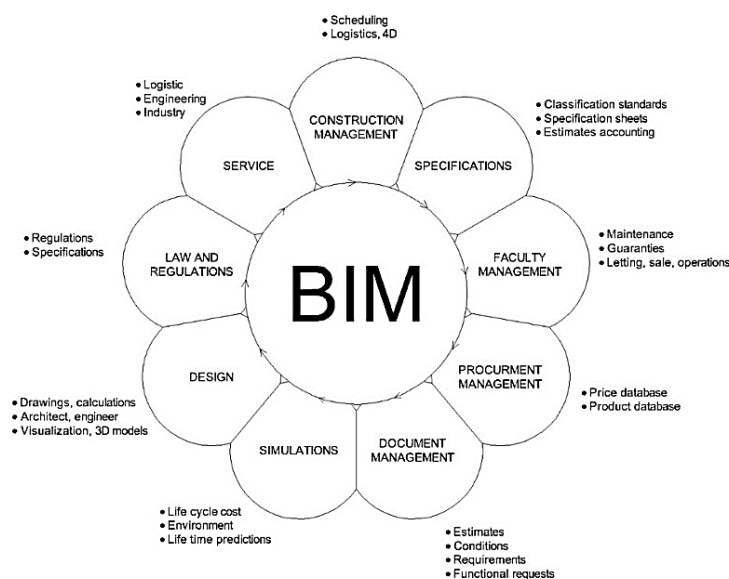 • Scheduling
• Logistics, 4D
CONSTRUCTION
MANAGEMENT
• Classification standards
• Specification sheets
• Estimates accounting
SPECIFICATIONS
• Maintenance
• Guaranties
• Letting, sale, operations
FACULTY
MANAGEMENT
PROCURMENT
MANAGEMENT
• Price database
• Product database
DOCUMENT
MANAGEMENT
• Estimates
• Conditions
• Requirements
• Functional requests
SIMULATIONS
• Life cycle cost
• Environment
• Life time predictions
DESIGN
• Drawings, calculations
• Architect, engineer
• Visualization, 3D models
LAW AND
REGULATIONS
• Regulations
• Specifications
SERVICE
• Logistic
• Engineering
• Industry
BIM